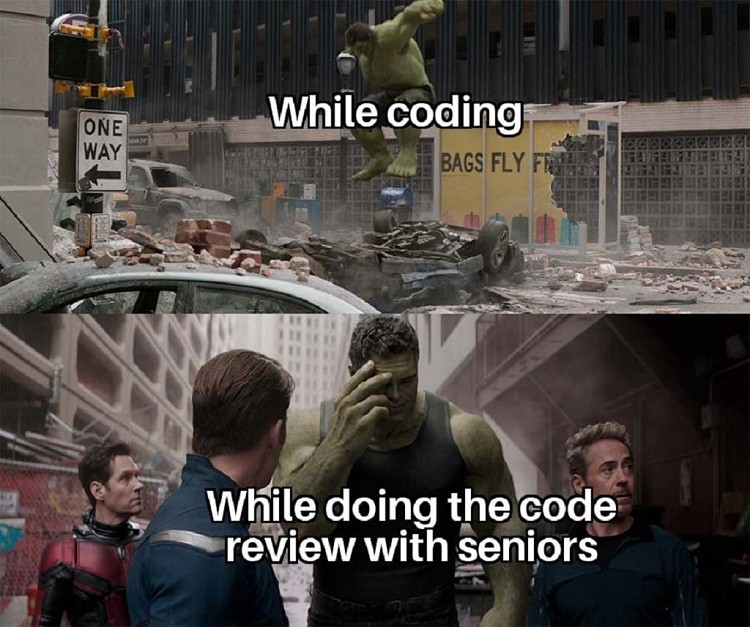 While coding
ONE
WAY
BAGS FLY F
While doing the code
review with seniors